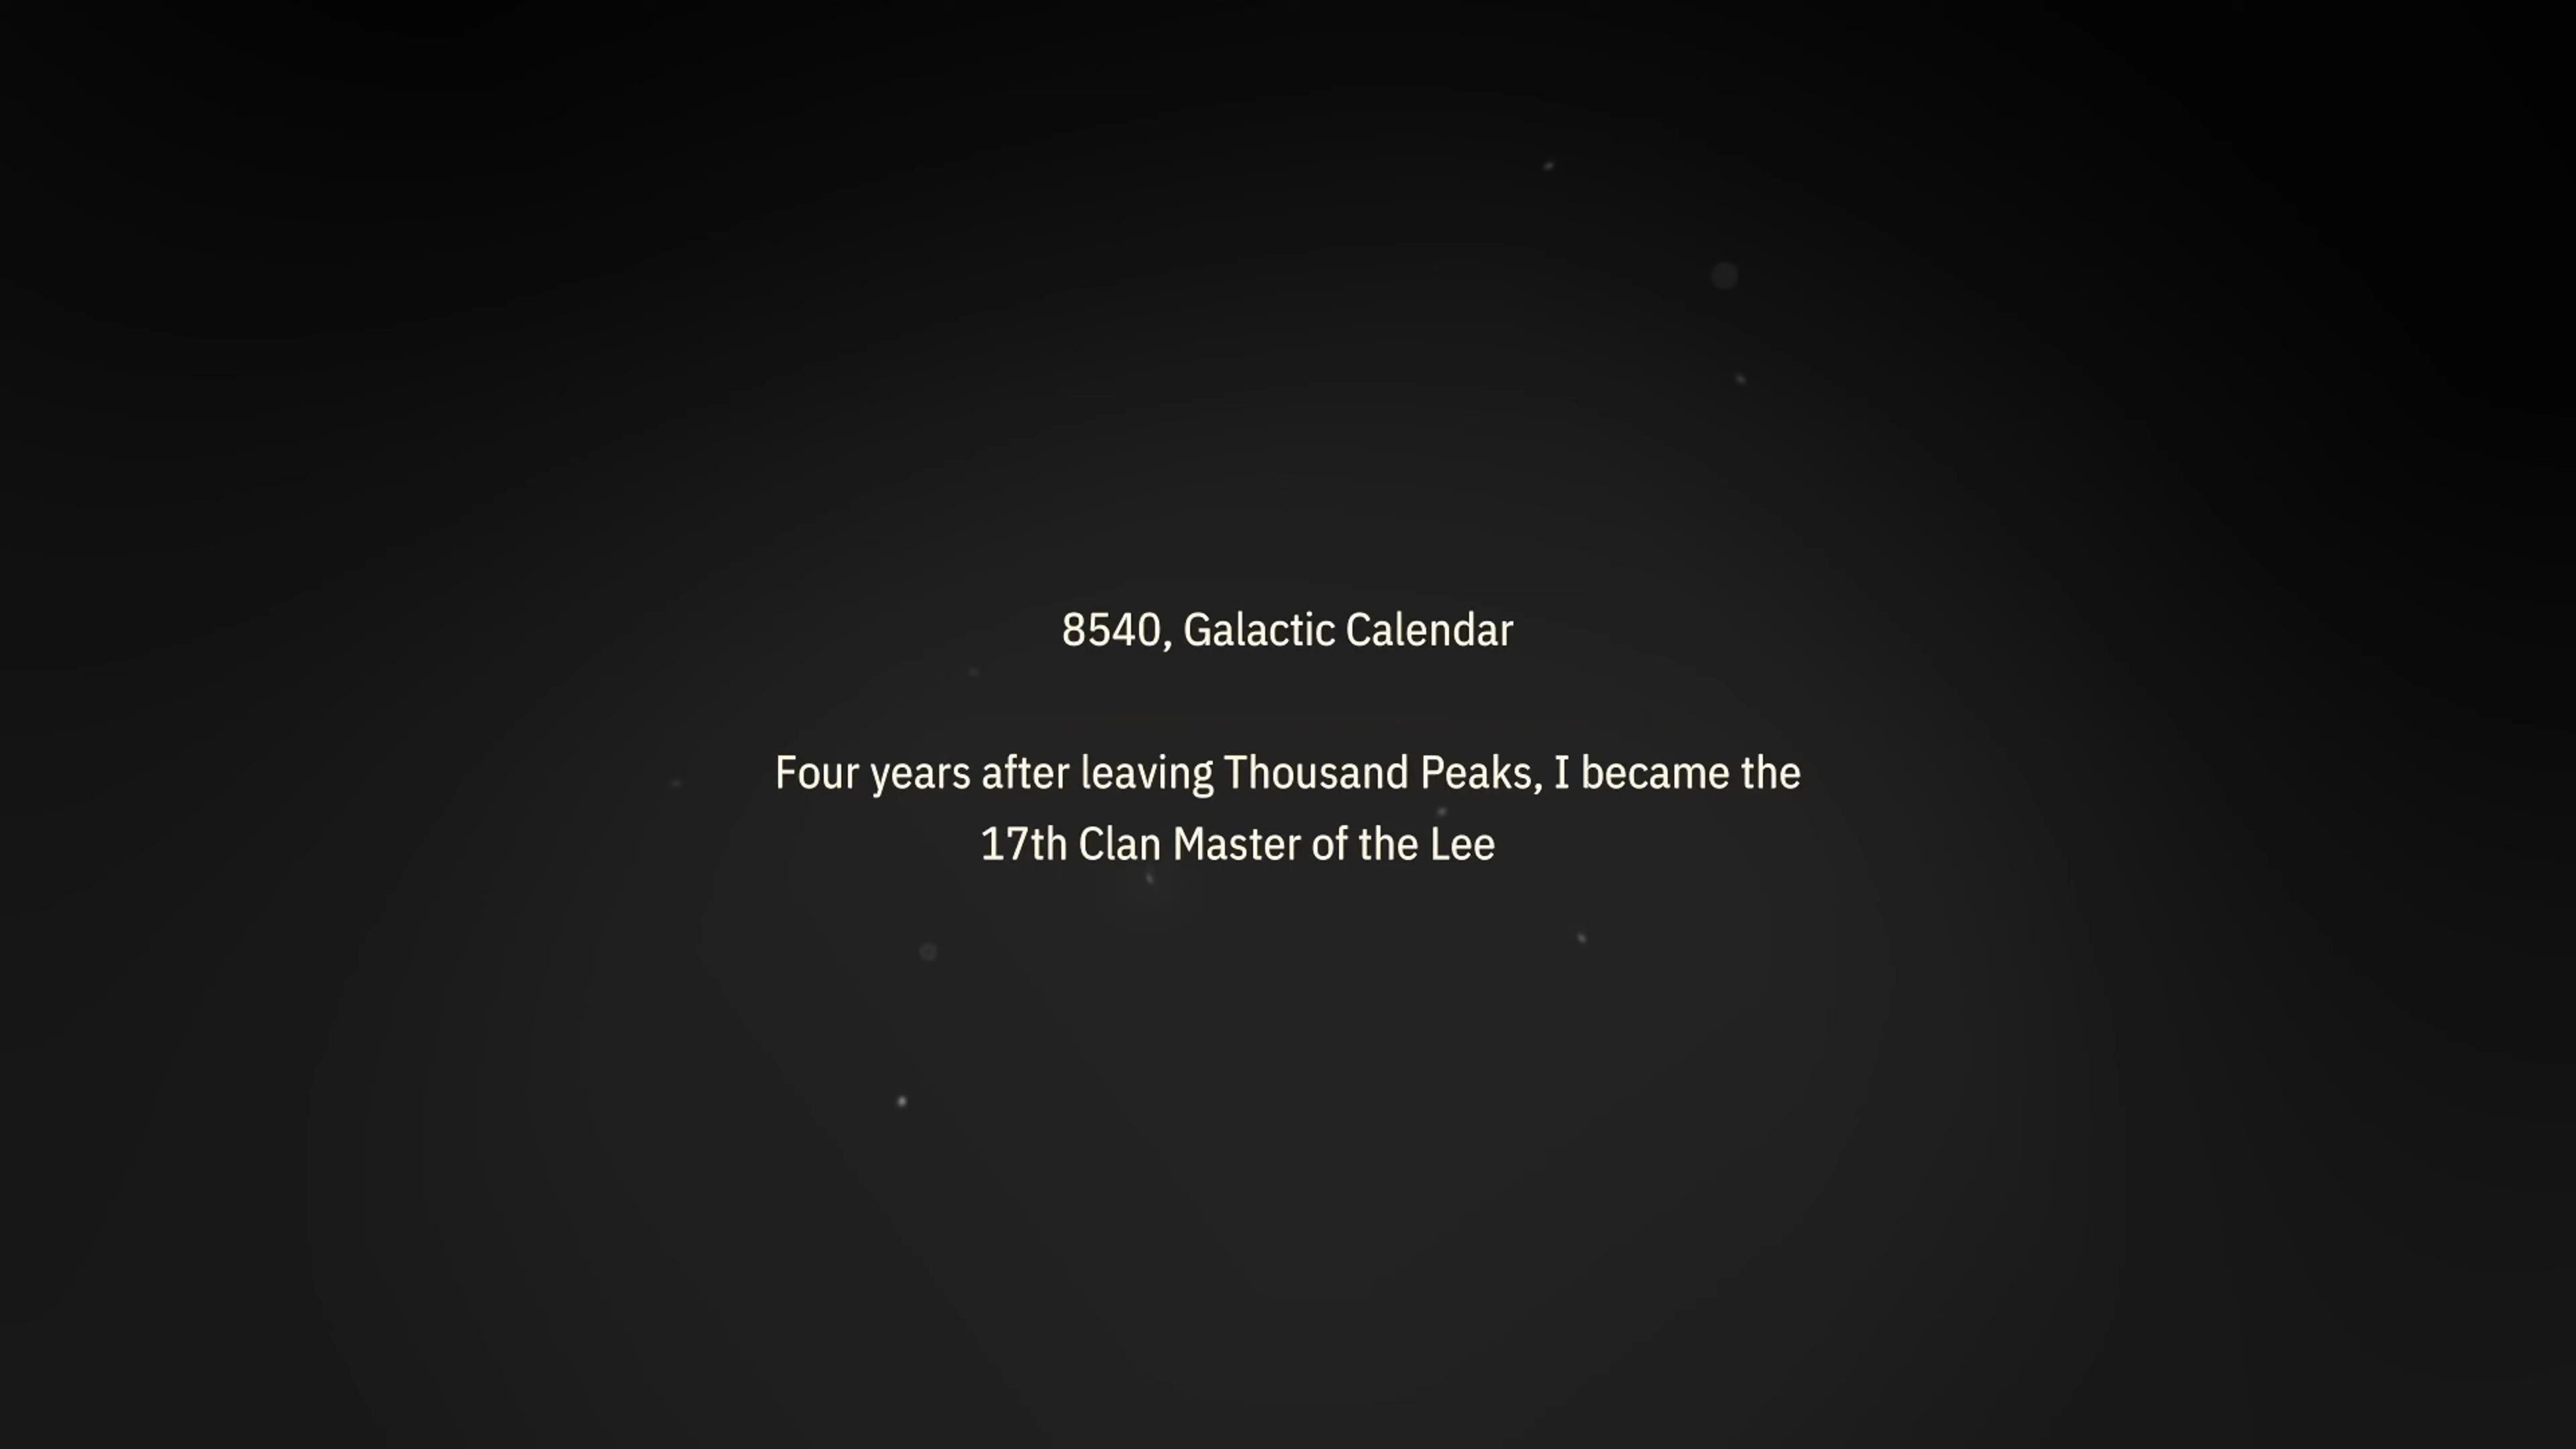 8540, Galactic Calendar
Four years after leaving Thousand Peaks, I became the
17th Clan Master of the Lee